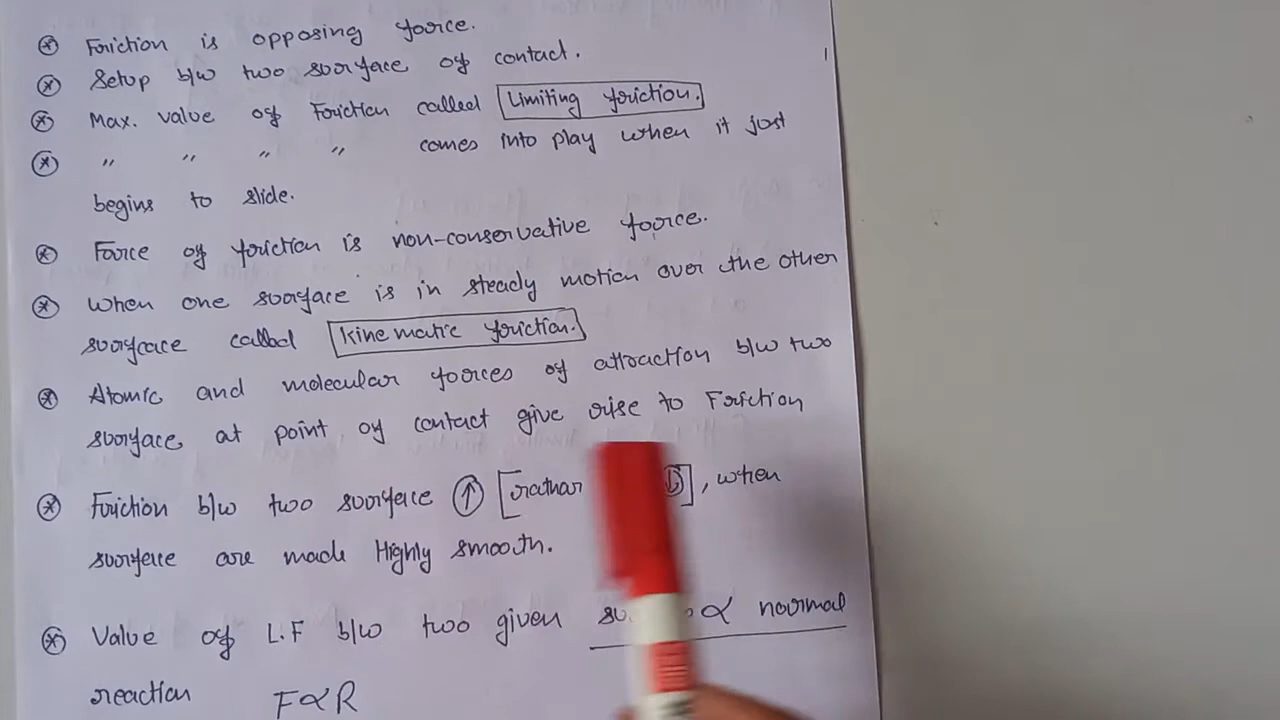 Friction is opposing force.
Setup b/w two surface of contact.
Max. value of Friction called Limiting friction.
" " " " comes into play when it just
begins to slide.
Force of friction is non-conservative force.
When one surface is in steady motion over the other
surface called Kinematic friction.
Atomic and molecular forces of attraction b/w two
surface at point of contact give rise to Friction
Friction b/w two surface ↑ [rathar ↓], when
surface are made Highly smooth.
Value of L.F b/w two given ∝ normal
reaction F∝R